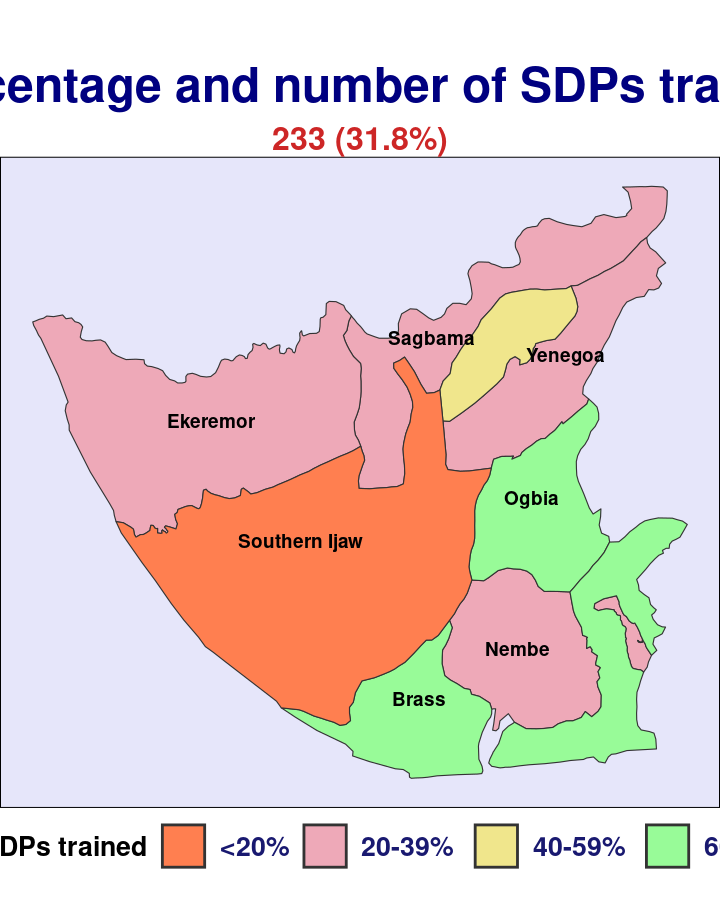 centage and number of SDPs tra
233 (31.8%)
Sagbama
Yenegoa
Ekeremor
Ogbia
Southern Ijaw
Nembe
Brass
DPs trained <20% 20-39% 40-59% 6